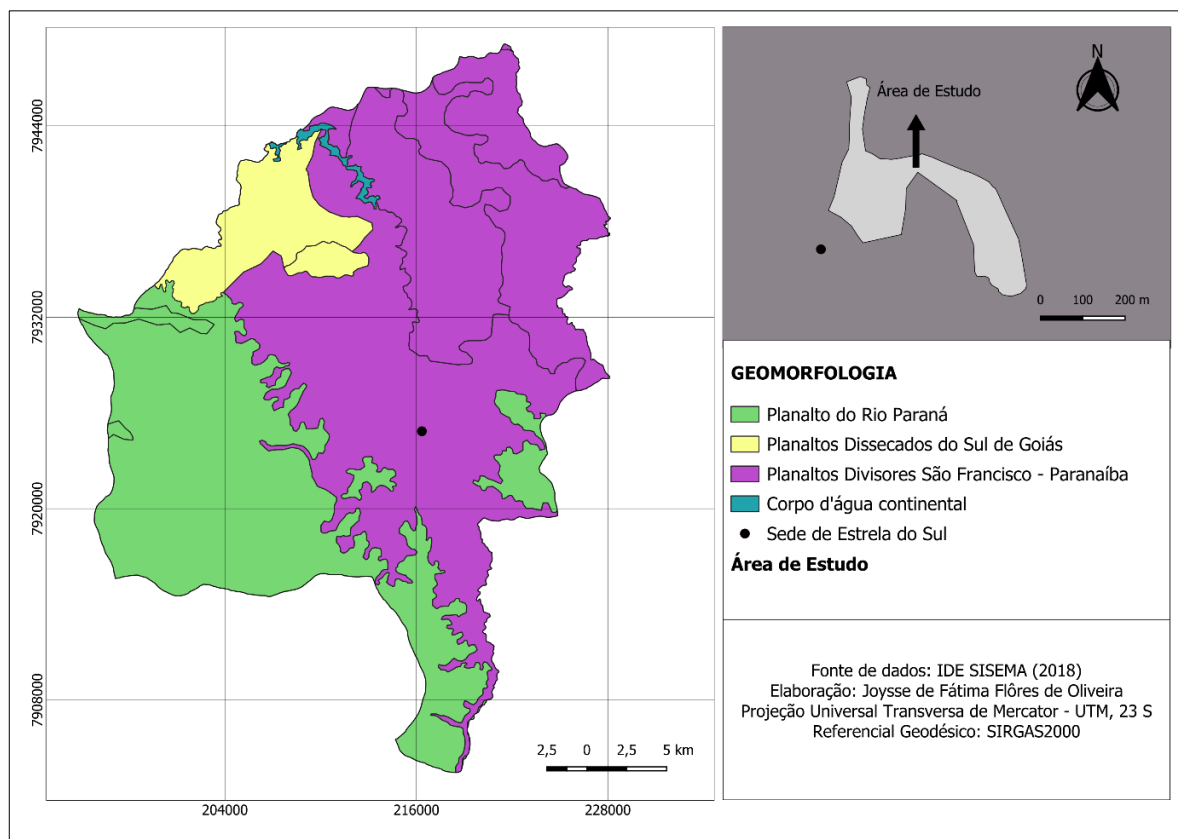 7944000
7932000
7920000
7908000
204000
216000
228000
2,5 0 2,5 5 km
N
Área de Estudo
0 100 200 m
GEOMORFOLOGIA
Planalto do Rio Paraná
Planaltos Dissecados do Sul de Goiás
Planaltos Divisores São Francisco - Paranaíba
Corpo d'água continental
Sede de Estrela do Sul
Área de Estudo
Fonte de dados: IDE SISEMA (2018)
Elaboração: Joysse de Fátima Flôres de Oliveira
Projeção Universal Transversa de Mercator - UTM, 23 S
Referencial Geodésico: SIRGAS2000